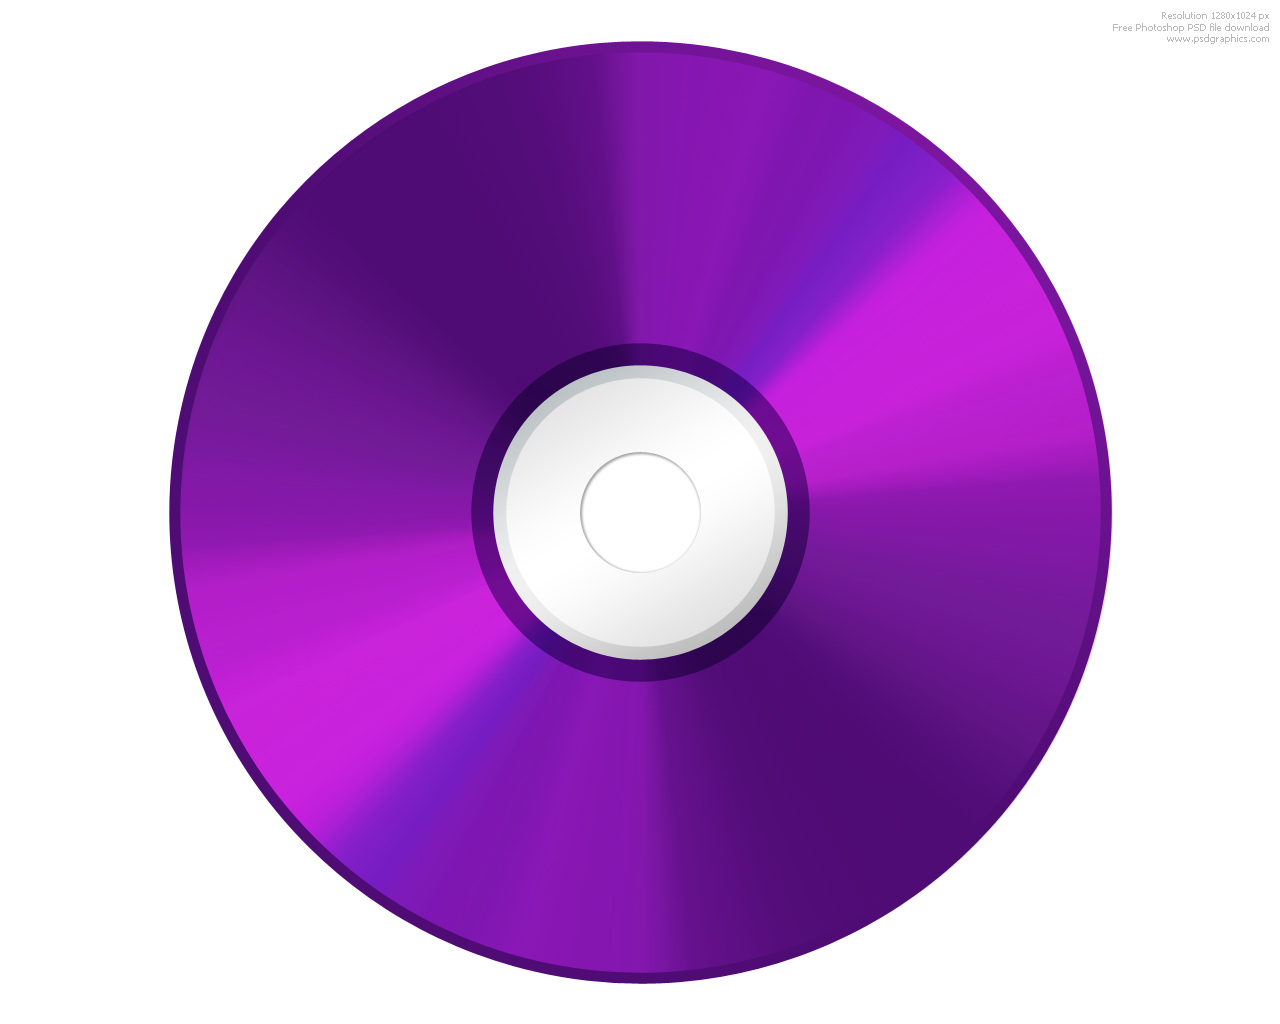 Resolution 1280x1024 px
Free Photoshop PSD file download
www.psdgraphics.com